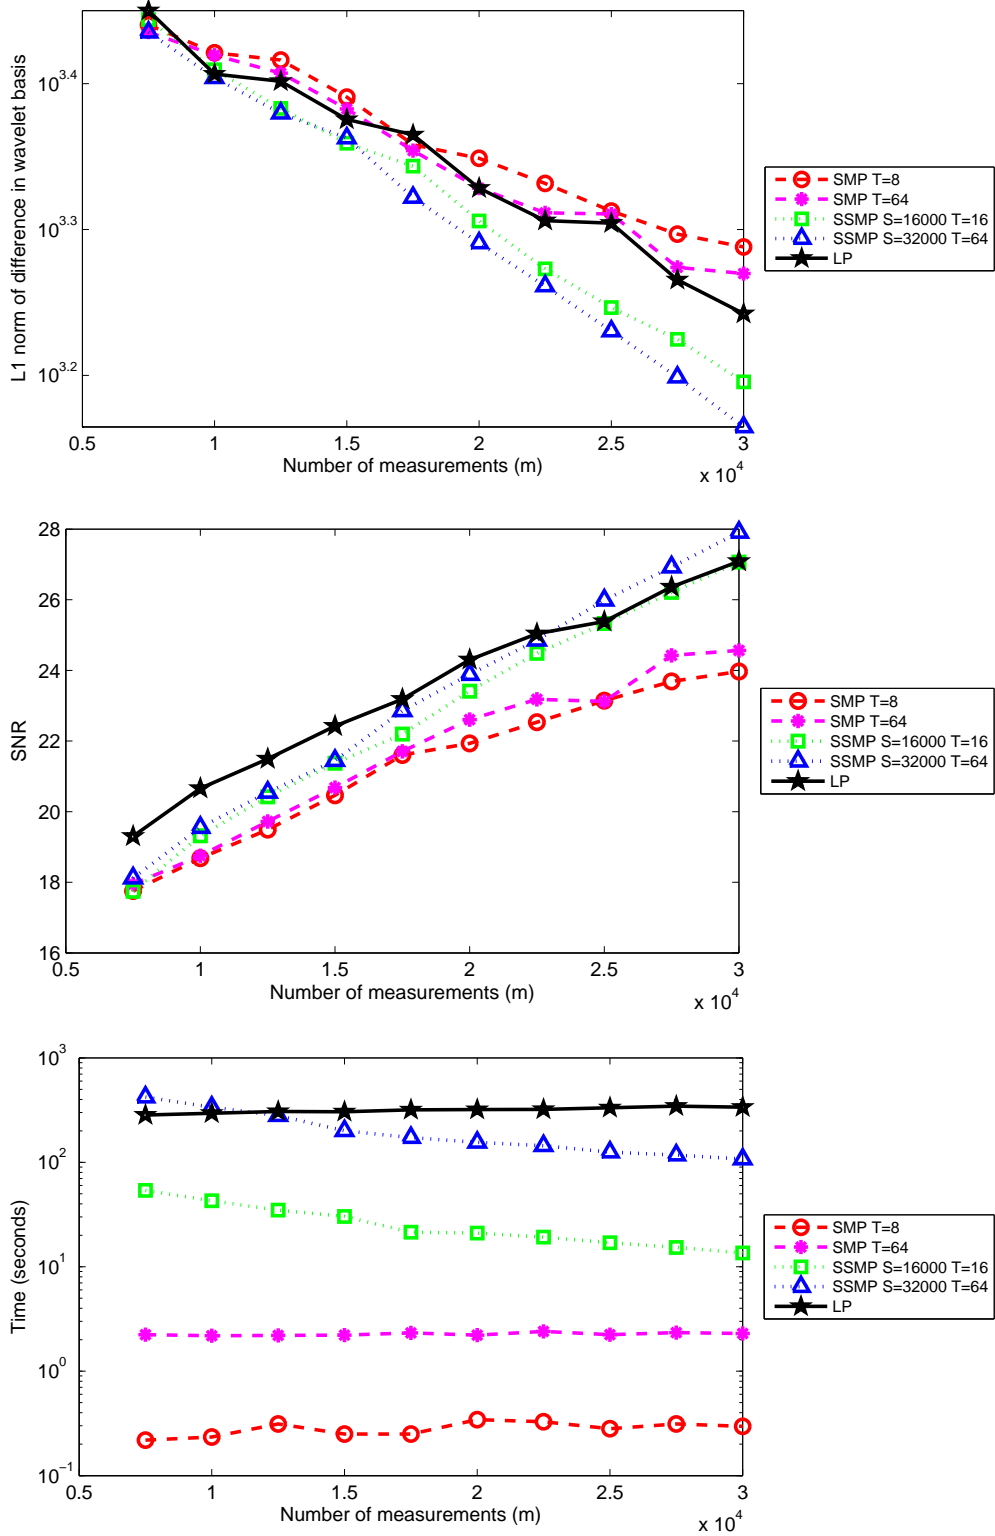 L1 norm of difference in wavelet basis
10^3.4
10^3.3
10^3.2
0.5
1
1.5
2
2.5
3
Number of measurements (m)
x 10^4
SMP T=8
SMP T=64
SSMP S=16000 T=16
SSMP S=32000 T=64
LP
SNR
28
26
24
22
20
18
16
0.5
1
1.5
2
2.5
3
Number of measurements (m)
x 10^4
SMP T=8
SMP T=64
SSMP S=16000 T=16
SSMP S=32000 T=64
LP
Time (seconds)
10^3
10^2
10^1
10^0
10^−1
0.5
1
1.5
2
2.5
3
Number of measurements (m)
x 10^4
SMP T=8
SMP T=64
SSMP S=16000 T=16
SSMP S=32000 T=64
LP